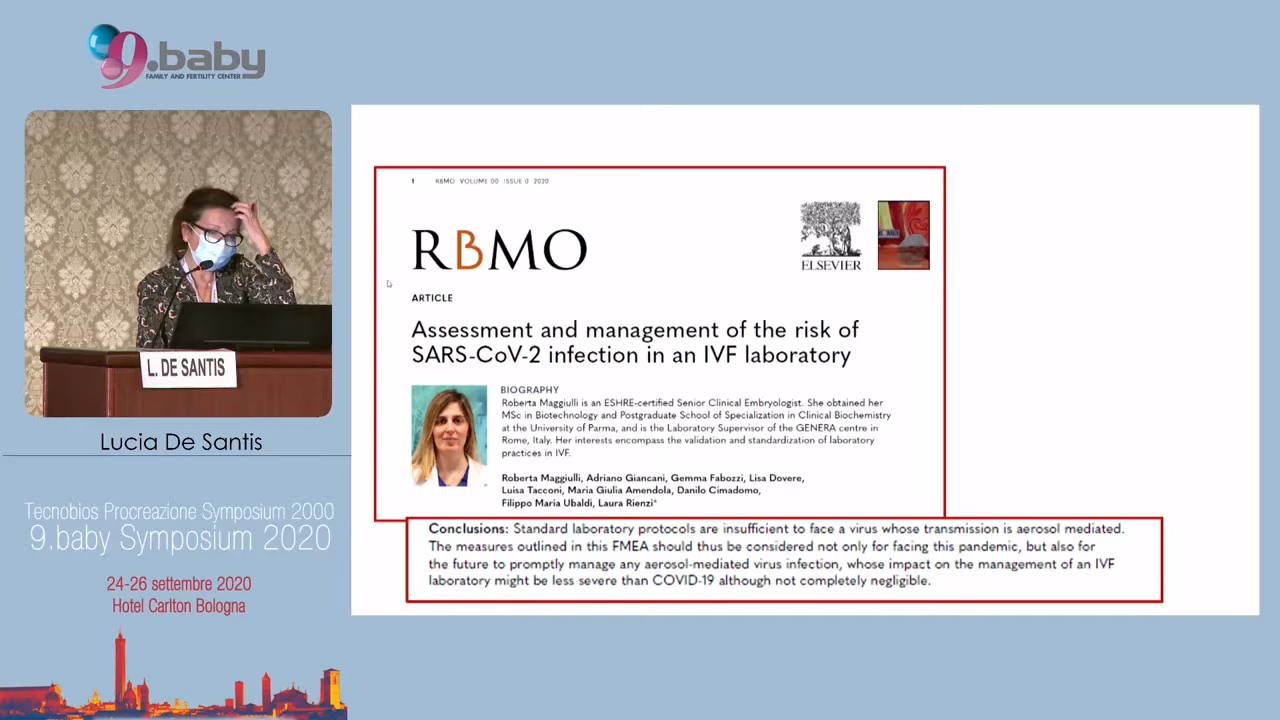 9.baby
FAMILY AND FERTILITY CENTER
L. DE SANTIS
Lucia De Santis
Tecnobios Procreazione Symposium 2000
9.baby Symposium 2020
24-26 settembre 2020
Hotel Carlton Bologna
1 RBMO VOLUME 00 ISSUE 0 2020
RBMO
ELSEVIER
ARTICLE
Assessment and management of the risk of
SARS-CoV-2 infection in an IVF laboratory
BIOGRAPHY
Roberta Maggiulli is an ESHRE-certified Senior Clinical Embryologist. She obtained her
MSc in Biotechnology and Postgraduate School of Specialization in Clinical Biochemistry
at the University of Parma, and is the Laboratory Supervisor of the GENERA centre in
Rome, Italy. Her interests encompass the validation and standardization of laboratory
practices in IVF.
Roberta Maggiulli, Adriano Giancani, Gemma Fabozzi, Lisa Dovere,
Luisa Tacconi, Maria Giulia Amendola, Danilo Cimadomo,
Filippo Maria Ubaldi, Laura Rienzi*
Conclusions: Standard laboratory protocols are insufficient to face a virus whose transmission is aerosol mediated.
The measures outlined in this FMEA should thus be considered not only for facing this pandemic, but also for
the future to promptly manage any aerosol-mediated virus infection, whose impact on the management of an IVF
laboratory might be less severe than COVID-19 although not completely negligible.